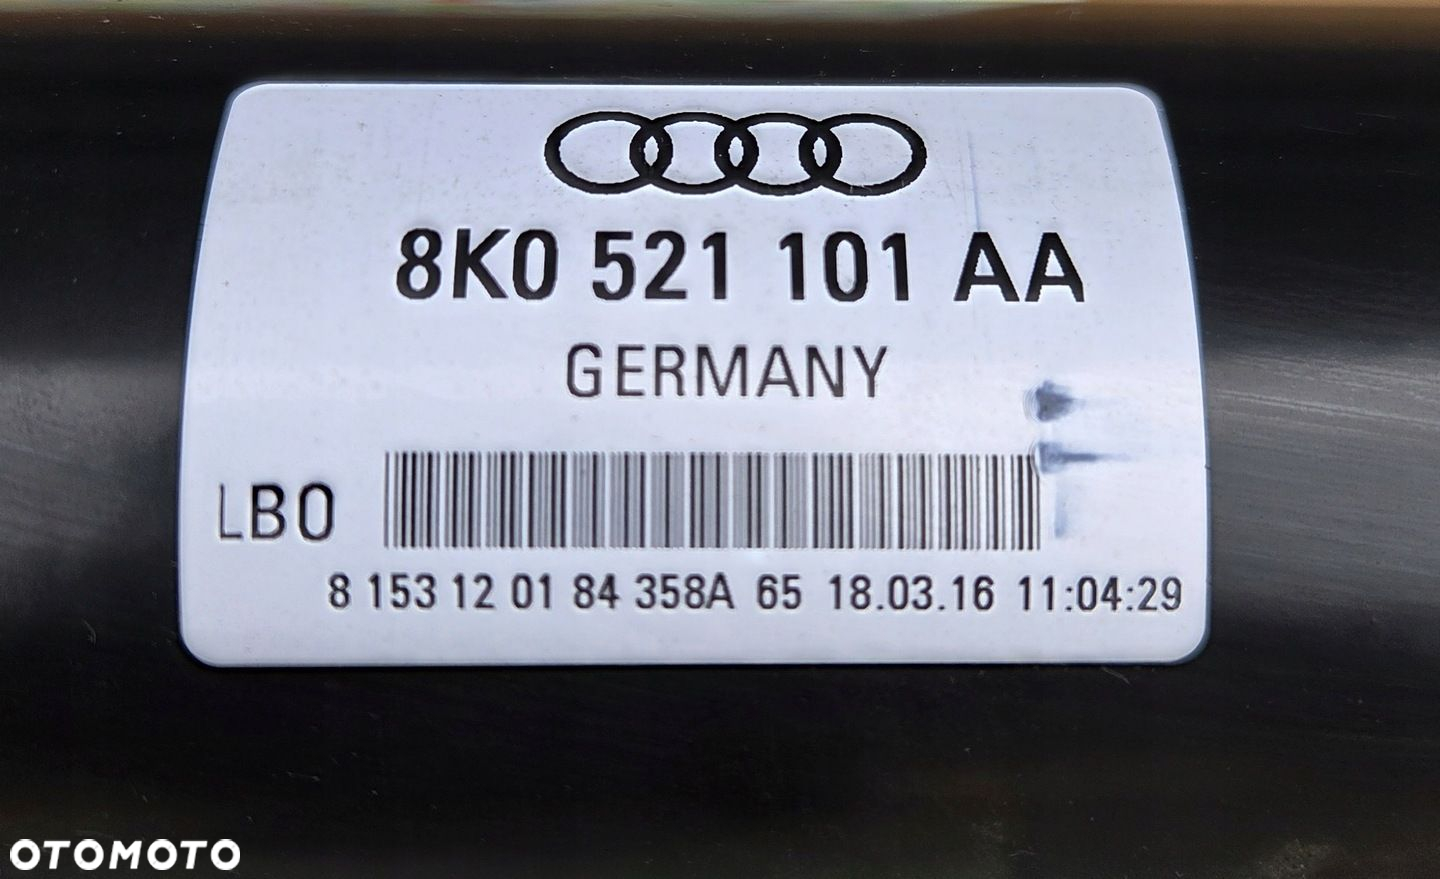 8K0 521 101 AA
GERMANY
LBO
8 153 12 01 84 358A 65 18.03.16 11:04:29
OTOMOTO